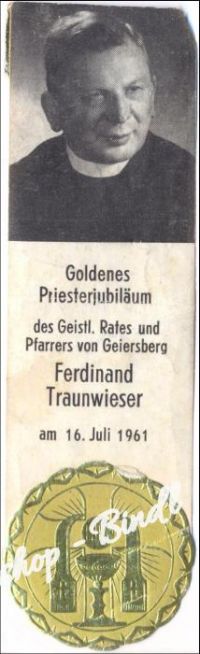 Goldenes
Priesterjubiläum
des Geistl. Rates und
Pfarrers von Geiersberg
Ferdinand
Traunwieser
am 16. Juli 1961
Shop - Bindl